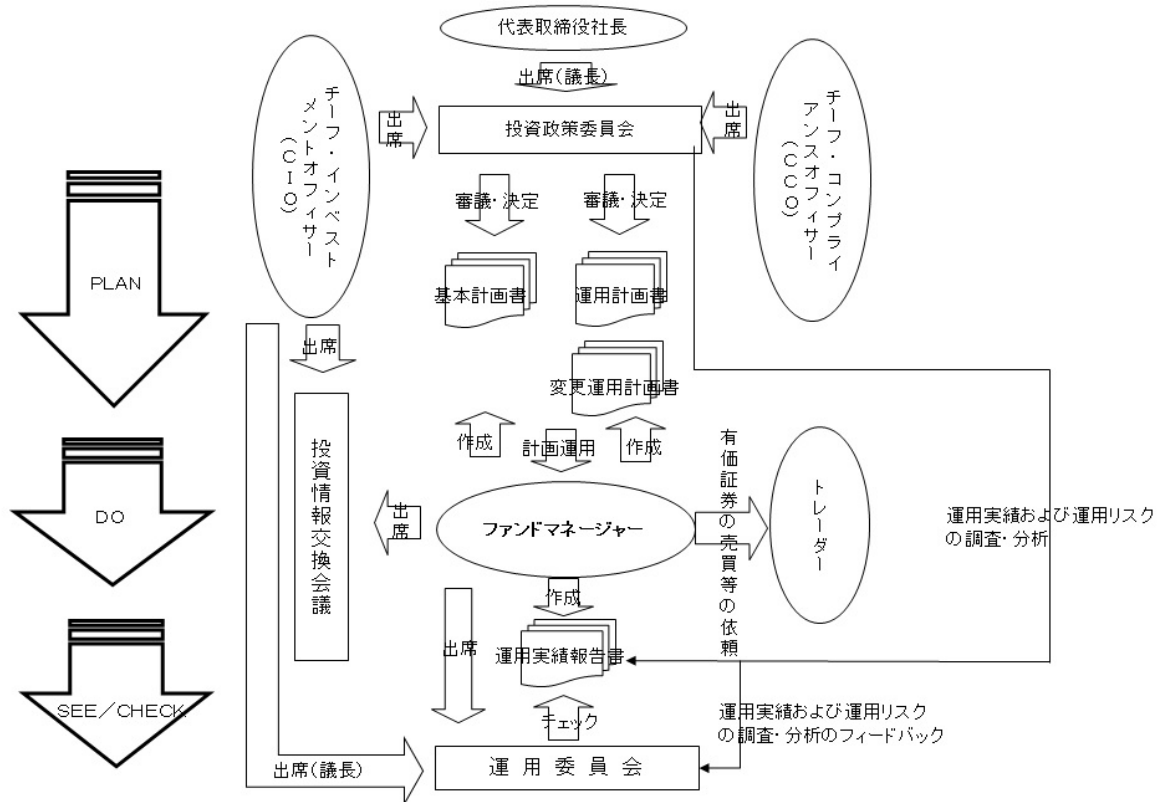 代表取締役社長
出席(議長)
チーフ・インベスト
メントオフィサー
(CIO)
出席
投資政策委員会
出席
チーフ・コンプライ
アンスオフィサー
(CCO)
審議・決定
審議・決定
PLAN
基本計画書
運用計画書
出席
変更運用計画書
作成
計画運用
作成
DO
投資情報交換会議
出席
ファンドマネージャー
有価証券の売買等の依頼
トレーダー
運用実績および運用リスク
の調査・分析
作成
出席
運用実績報告書
SEE/CHECK
チェック
運用実績および運用リスク
の調査・分析のフィードバック
出席(議長)
運用委員会